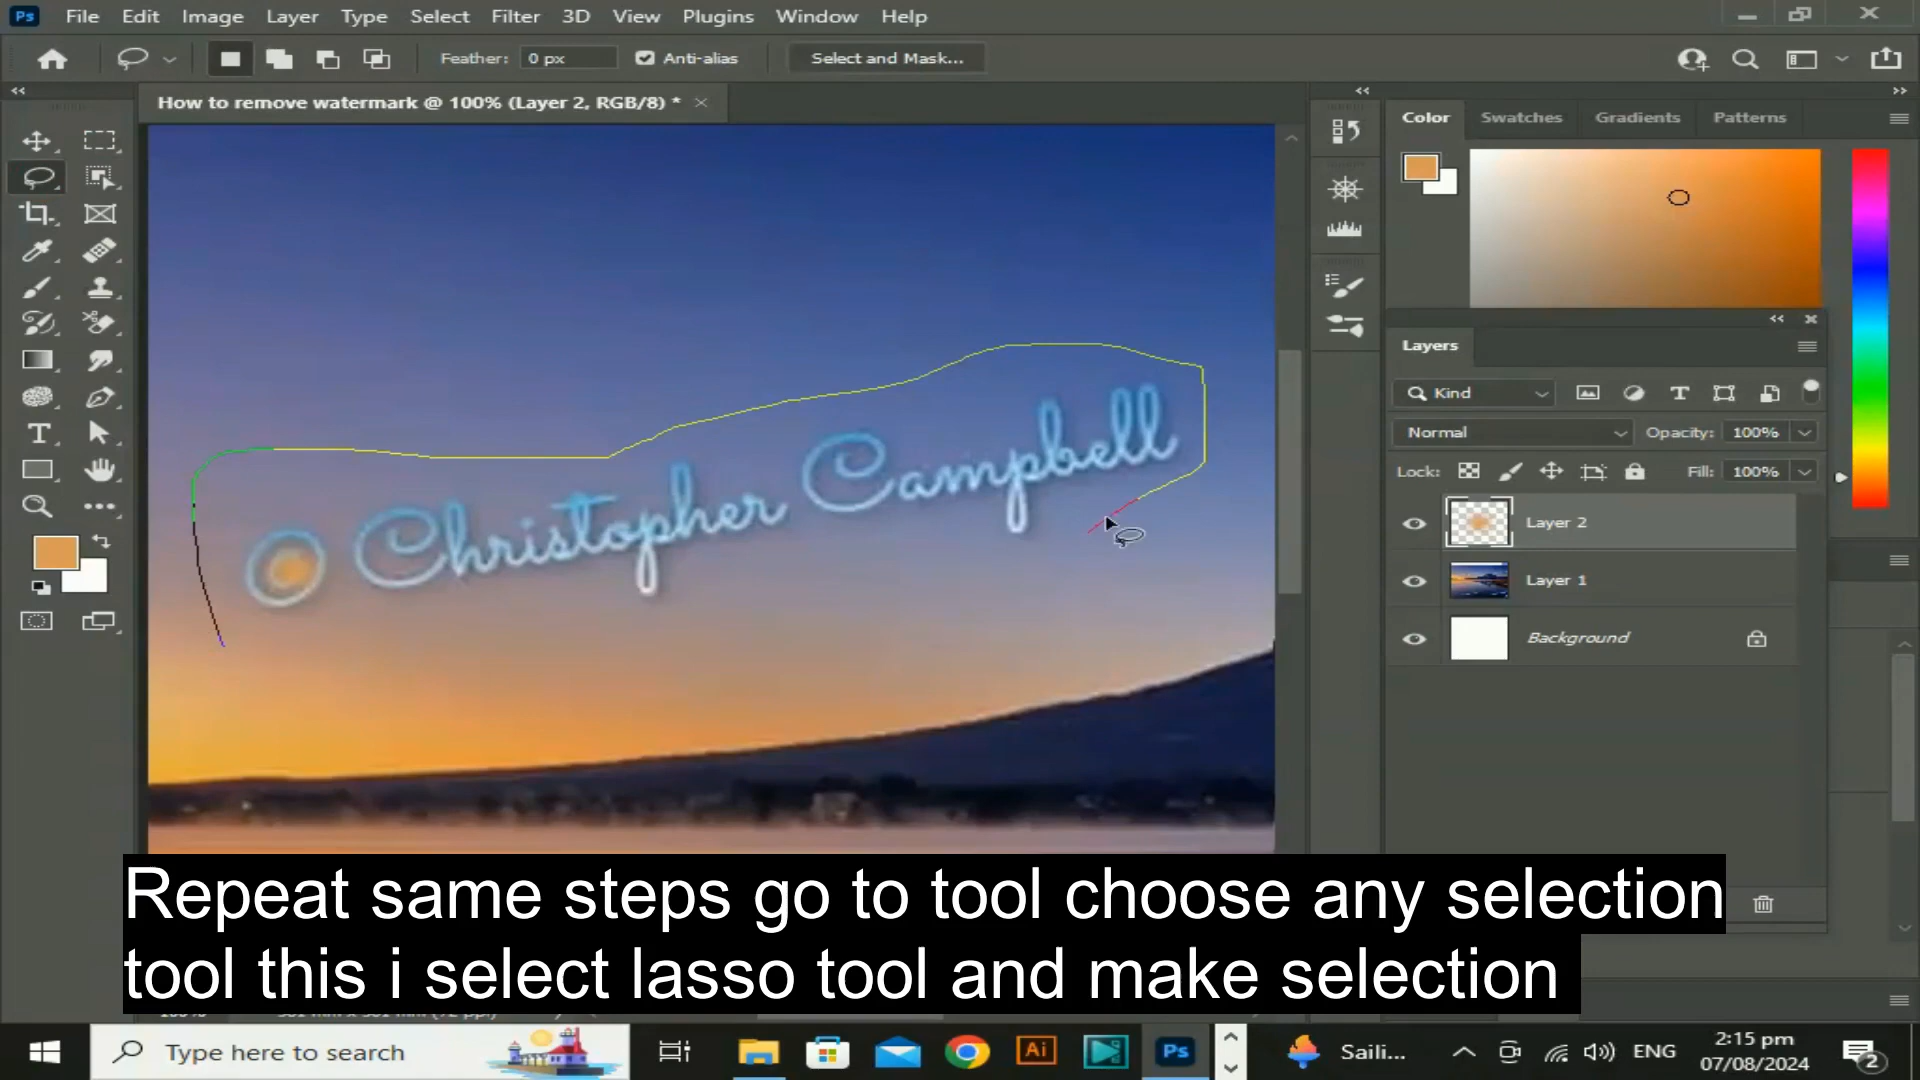 Ps File Edit Image Layer Type Select Filter 3D View Plugins Window Help
Feather: 0 px Anti-alias Select and Mask...
How to remove watermark @ 100% (Layer 2, RGB/8) * ×
Color Swatches Gradients Patterns
Christopher Campbell
Layers
Kind
Normal Opacity: 100%
Lock: Fill: 100%
Layer 2
Layer 1
Background
Repeat same steps go to tool choose any selection
tool this i select lasso tool and make selection
Type here to search
Ai
Ps
Saili...
ENG
2:15 pm
07/08/2024
2